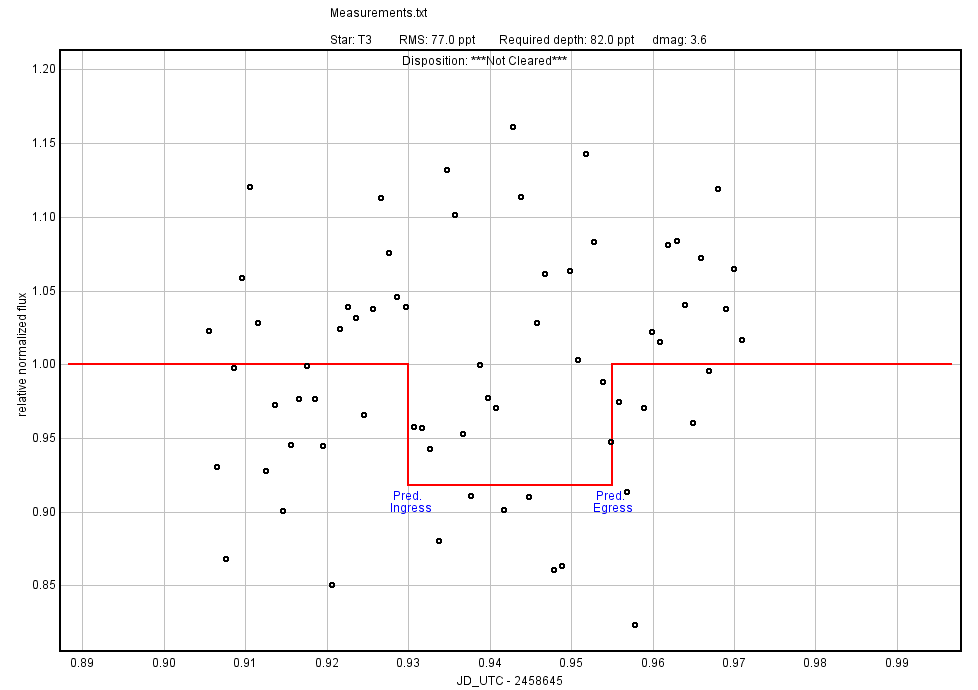 Measurements.txt
Star: T3 RMS: 77.0 ppt Required depth: 82.0 ppt dmag: 3.6
Disposition: ***Not Cleared***
1.20
1.15
1.10
1.05
1.00
0.95
0.90
0.85
relative normalized flux
Pred. Ingress
Pred. Egress
0.89 0.90 0.91 0.92 0.93 0.94 0.95 0.96 0.97 0.98 0.99
JD_UTC - 2458645